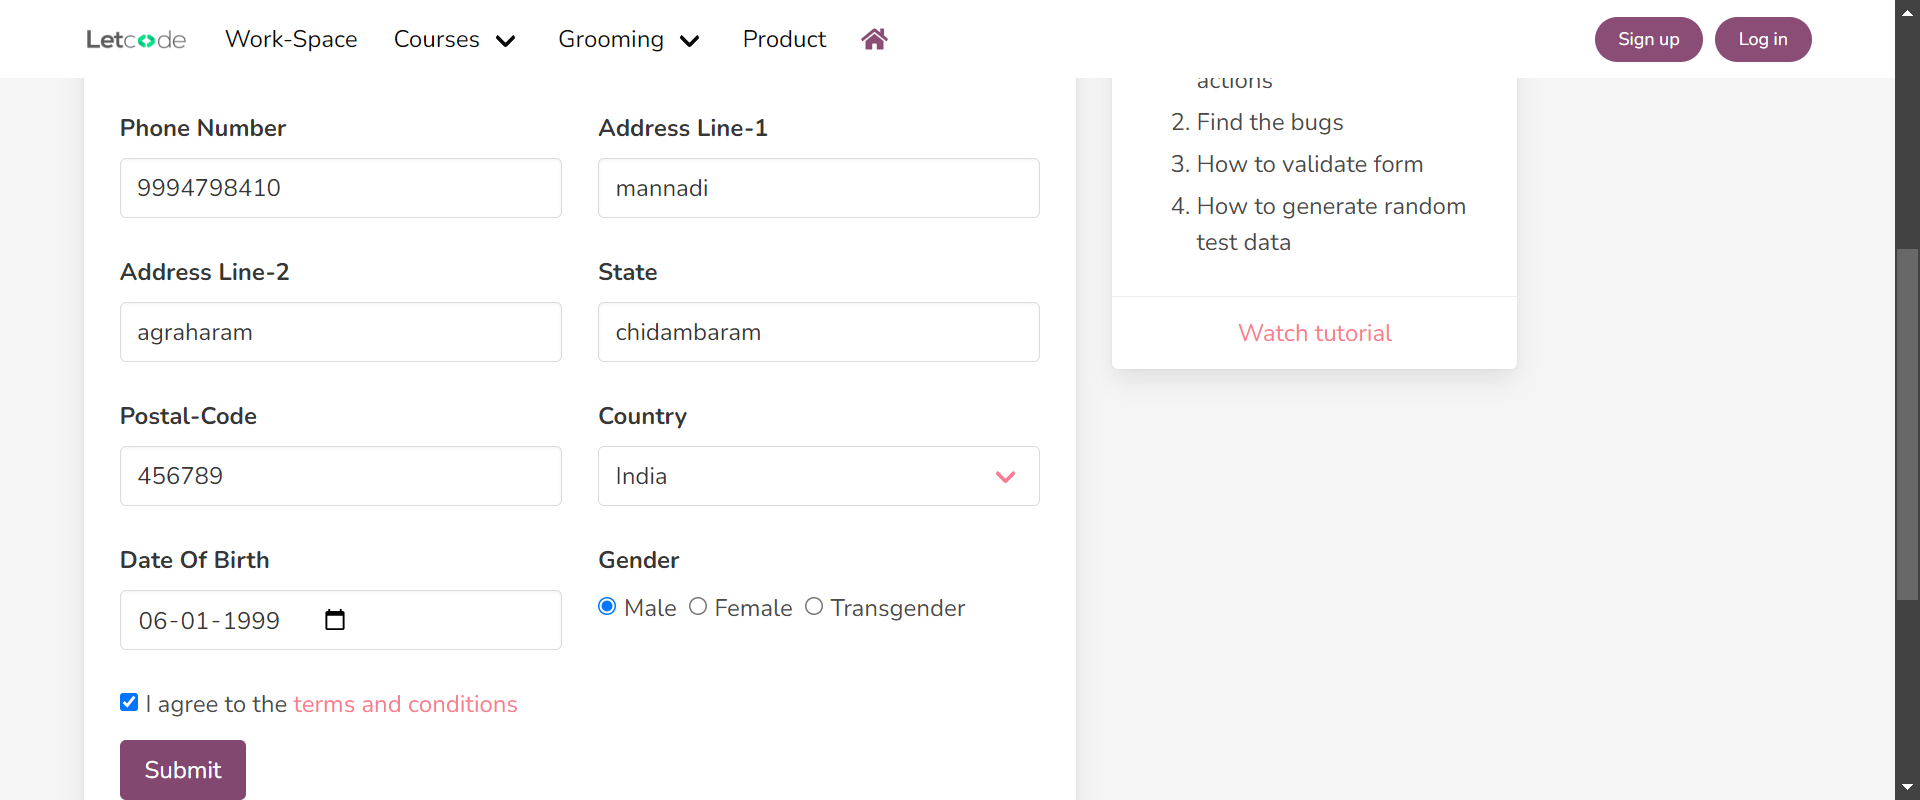 Letcode Work-Space Courses Grooming Product Sign up Log in
Phone Number Address Line-1
9994798410 mannadi
Address Line-2 State
agraharam chidambaram
Postal-Code Country
456789 India
Date Of Birth Gender
06-01-1999 Male Female Transgender
I agree to the terms and conditions
Submit
actions
2. Find the bugs
3. How to validate form
4. How to generate random
test data
Watch tutorial